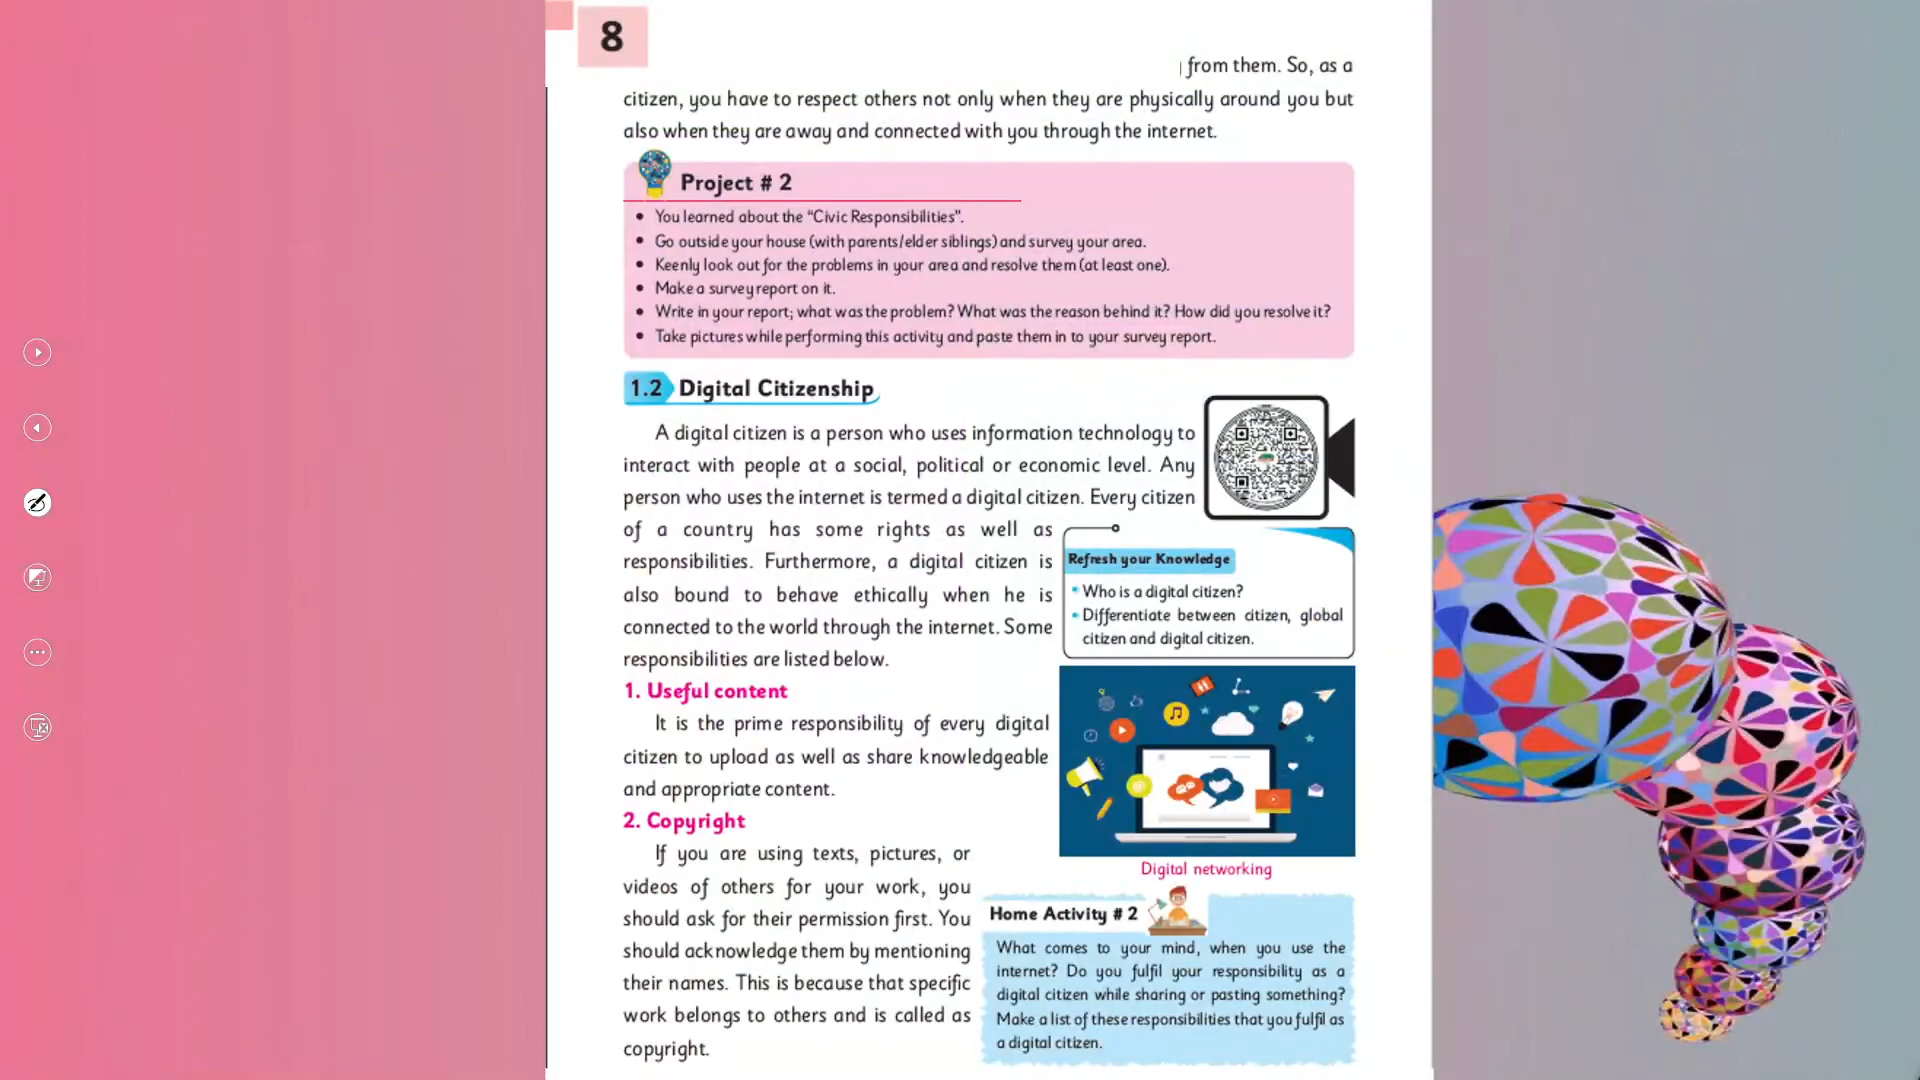 8
from them. So, as a
citizen, you have to respect others not only when they are physically around you but
also when they are away and connected with you through the internet.
Project # 2
• You learned about the “Civic Responsibilities”.
• Go outside your house (with parents/elder siblings) and survey your area.
• Keenly look out for the problems in your area and resolve them (at least one).
• Make a survey report on it.
• Write in your report; what was the problem? What was the reason behind it? How did you resolve it?
• Take pictures while performing this activity and paste them in to your survey report.
1.2 Digital Citizenship
A digital citizen is a person who uses information technology to
interact with people at a social, political or economic level. Any
person who uses the internet is termed a digital citizen. Every citizen
of a country has some rights as well as
responsibilities. Furthermore, a digital citizen is
also bound to behave ethically when he is
connected to the world through the internet. Some
responsibilities are listed below.
Refresh your Knowledge
• Who is a digital citizen?
• Differentiate between citizen, global
citizen and digital citizen.
1. Useful content
It is the prime responsibility of every digital
citizen to upload as well as share knowledgeable
and appropriate content.
2. Copyright
If you are using texts, pictures, or
videos of others for your work, you
should ask for their permission first. You
should acknowledge them by mentioning
their names. This is because that specific
work belongs to others and is called as
copyright.
Digital networking
Home Activity # 2
What comes to your mind, when you use the
internet? Do you fulfil your responsibility as a
digital citizen while sharing or pasting something?
Make a list of these responsibilities that you fulfil as
a digital citizen.